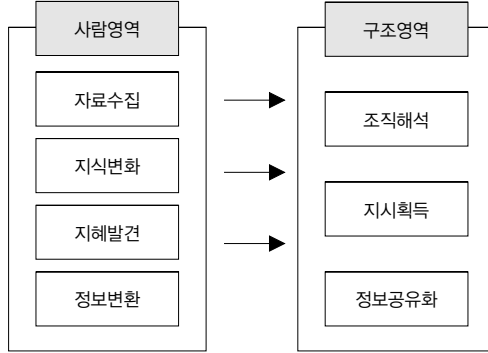 사람영역
자료수집
지식변화
지혜발견
정보변환
구조영역
조직해석
지시획득
정보공유화